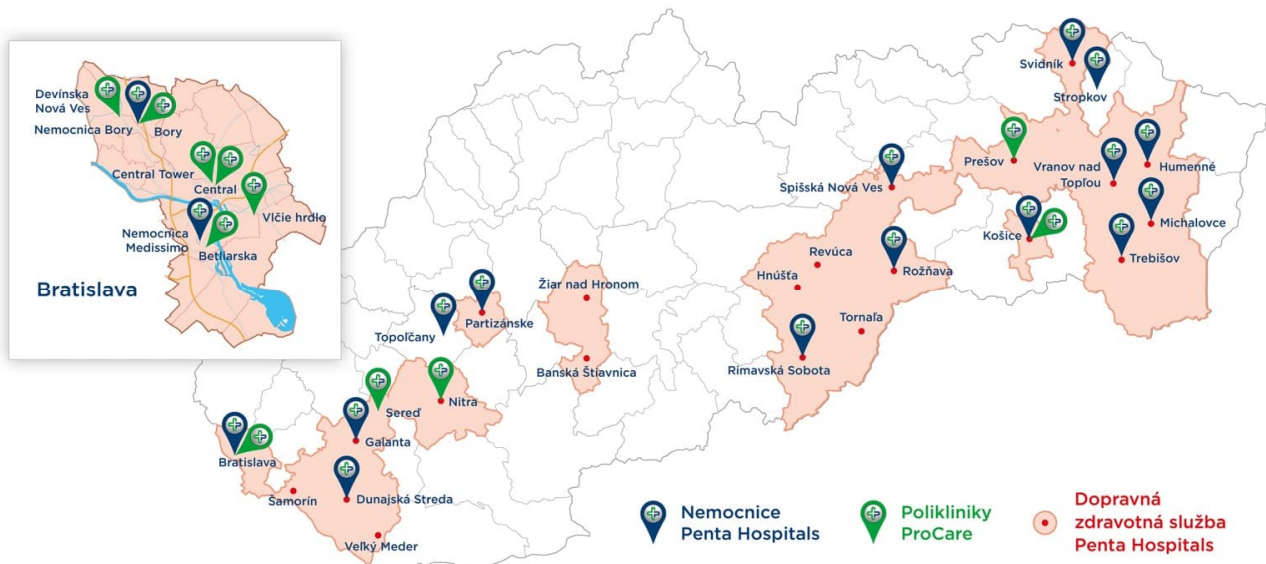 Devínska
Nová Ves
Nemocnica Bory
Bory
Central Tower
Central
Vlčie hrdlo
Nemocnica
Medissimo
Betliarska
Bratislava
Svidník
Stropkov
Prešov
Vranov nad
Topľou
Humenné
Spišská Nová Ves
Michalovce
Košice
Trebišov
Revúca
Rožňava
Hnúšťa
Žiar nad Hronom
Tornaľa
Partizánske
Topoľčany
Banská Štiavnica
Rimavská Sobota
Nitra
Sereď
Galanta
Bratislava
Šamorín
Dunajská Streda
Veľký Meder
Nemocnice
Penta Hospitals
Polikliniky
ProCare
Dopravná
zdravotná služba
Penta Hospitals